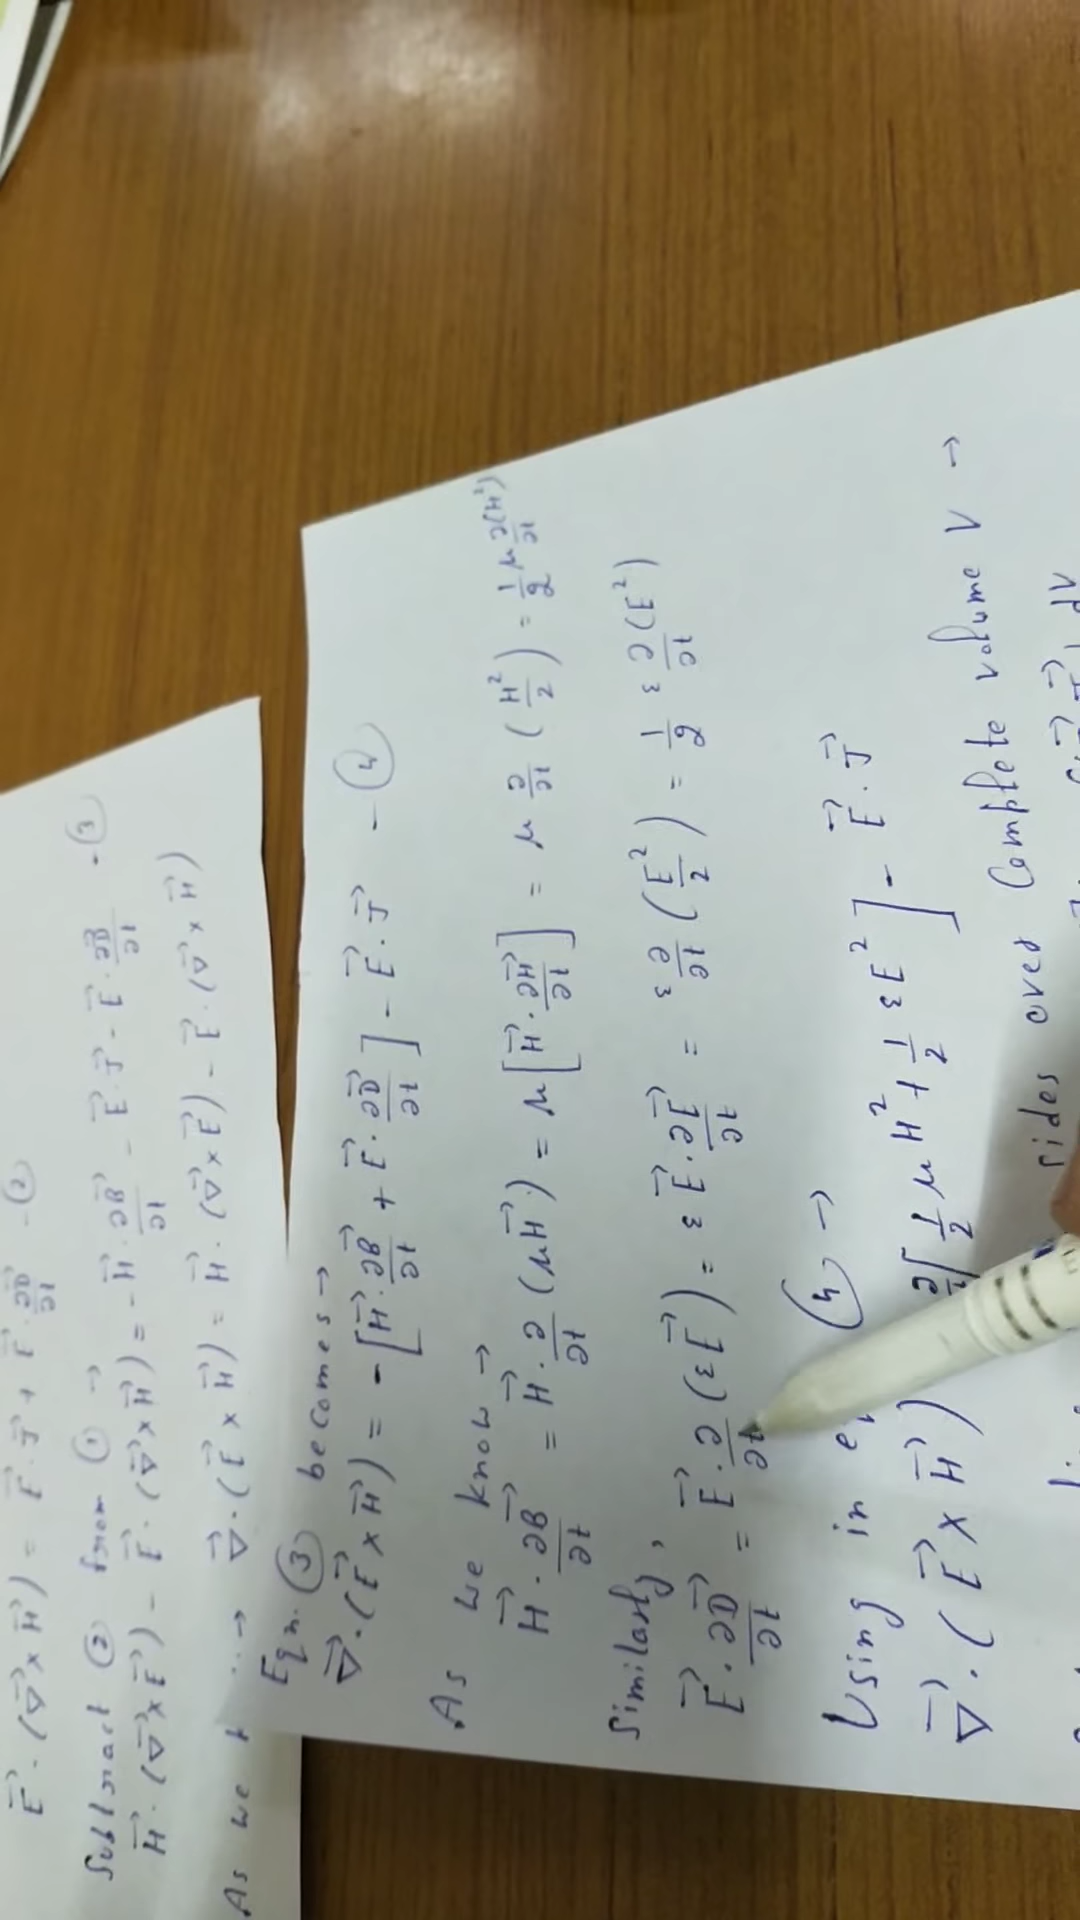 E⃗.(∇⃗×H⃗) = E⃗.J⃗ + E⃗.∂D⃗/∂t - ②
Subtract ② from ① →
H⃗.(∇⃗×E⃗) - E⃗.(∇⃗×H⃗) = -H⃗.∂B⃗/∂t - E⃗.J⃗ - E⃗.∂D⃗/∂t - ③
As we
∇⃗.(E⃗×H⃗) = H⃗.(∇⃗×E⃗) - E⃗.(∇⃗×H⃗)
Eqn. ③ becomes →
∇⃗.(E⃗×H⃗) = -[H⃗.∂B⃗/∂t + E⃗.∂D⃗/∂t] - E⃗.J⃗ - ④
As we know →
H⃗.∂B⃗/∂t = H⃗.∂/∂t(μH⃗) = μ[H⃗.∂H⃗/∂t] = μ ∂/∂t (H²/2) = 1/2 μ ∂(H²)/∂t
Similarly,
E⃗.∂D⃗/∂t = E⃗.∂/∂t(εE⃗) = εE⃗.∂E⃗/∂t = ε ∂/∂t (E²/2) = 1/2 ε ∂(E²)/∂t
Using in ④ →
∇⃗.(E⃗×H⃗) ∂ [1/2 μH² + 1/2 εE²] - E⃗.J⃗
sides over Complete volume V →